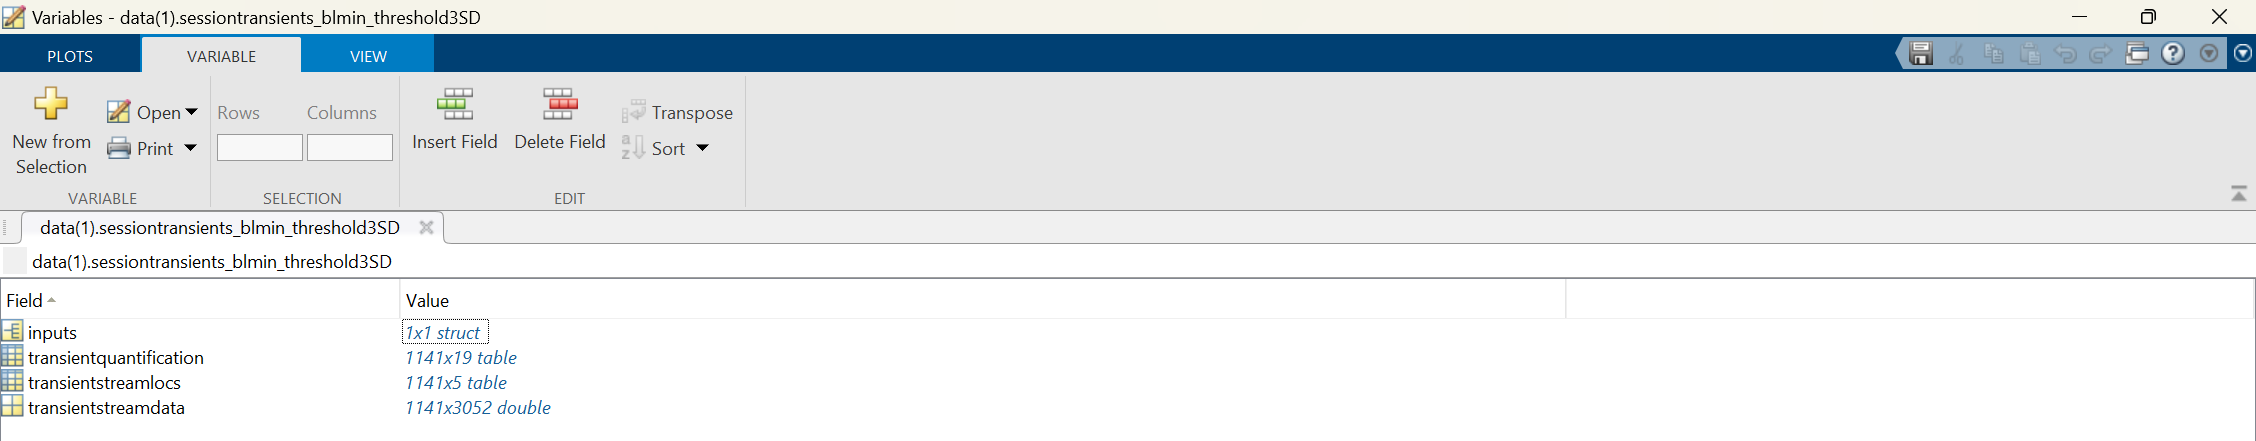 Variables - data(1).sessiontransients_blmin_threshold3SD
PLOTS VARIABLE VIEW
New from Selection
Open
Print
VARIABLE
Rows Columns
SELECTION
Insert Field
Delete Field
Transpose
Sort
EDIT
data(1).sessiontransients_blmin_threshold3SD
data(1).sessiontransients_blmin_threshold3SD
Field Value
inputs 1x1 struct
transientquantification 1141x19 table
transientstreamlocs 1141x5 table
transientstreamdata 1141x3052 double